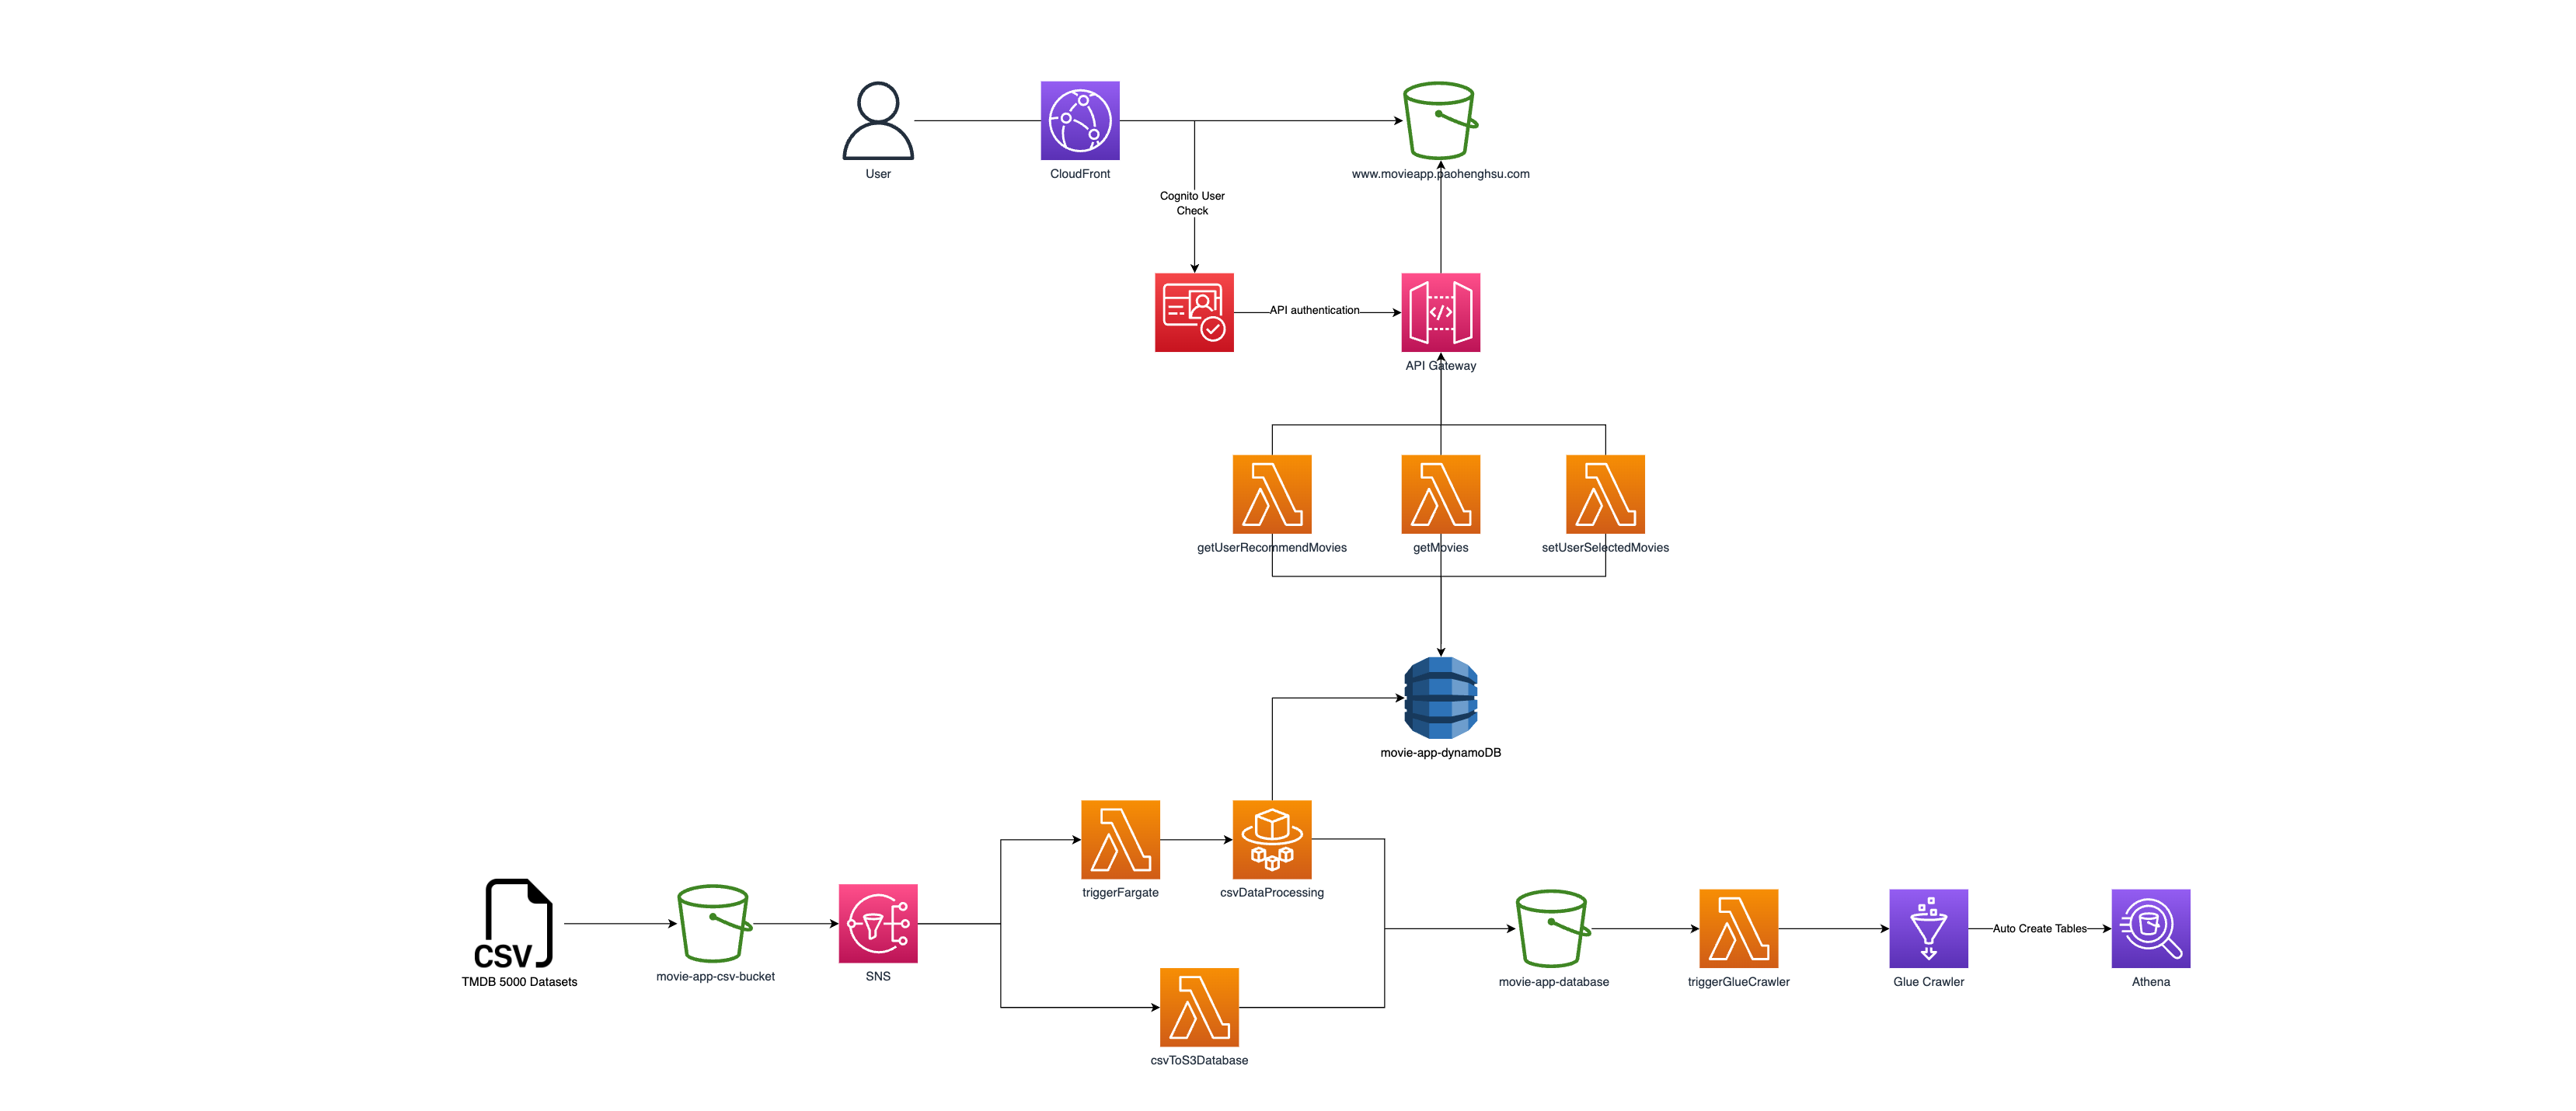 User
CloudFront
www.movieapp.paohenghsu.com
Cognito User
Check
API authentication
</>
API Gateway
getUserRecommendMovies
getMovies
setUserSelectedMovies
movie-app-dynamoDB
triggerFargate
csvDataProcessing
CSV
TMDB 5000 Datasets
movie-app-csv-bucket
SNS
movie-app-database
triggerGlueCrawler
Glue Crawler
Auto Create Tables
Athena
csvToS3Database